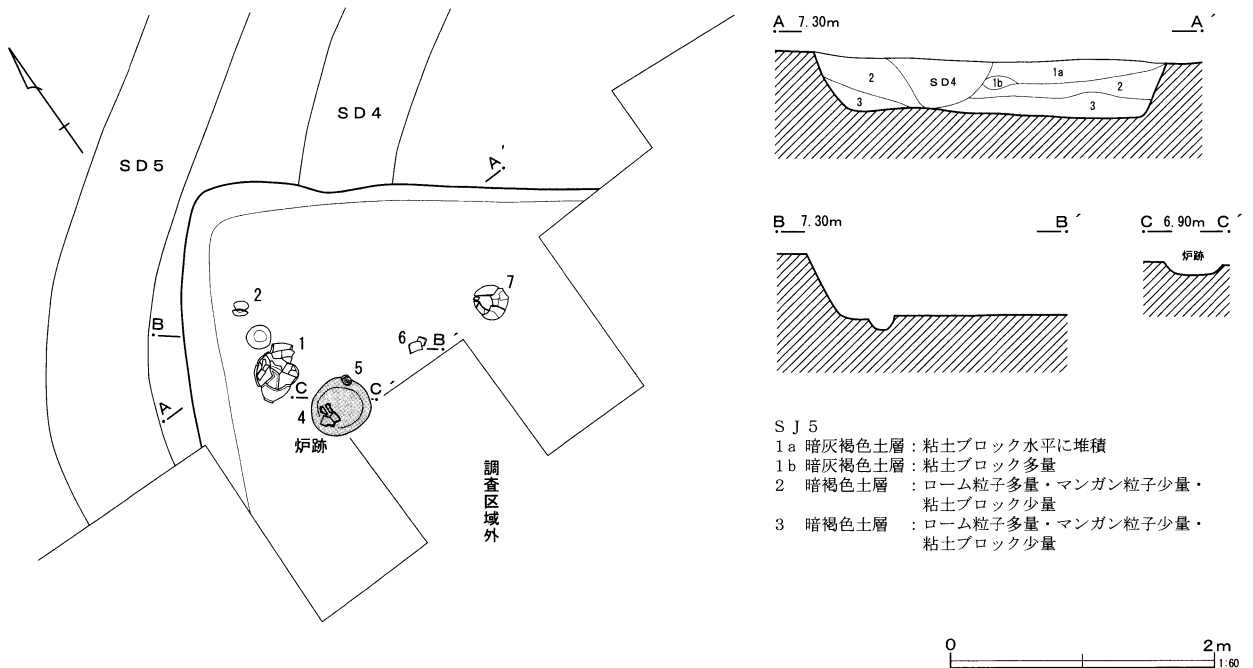 SD5
SD4
A′
2
7
B
1
6
B′
5
C
C′
A
4
炉跡
調査区域外
A 7.30m A′
2
SD4
1b
1a
2
3
3
B 7.30m B′
C 6.90m C′
炉跡
SJ5
1a 暗灰褐色土層:粘土ブロック水平に堆積
1b 暗灰褐色土層:粘土ブロック多量
2 暗褐色土層 :ローム粒子多量・マンガン粒子少量・
粘土ブロック少量
3 暗褐色土層 :ローム粒子多量・マンガン粒子少量・
粘土ブロック少量
0 2m
1:60